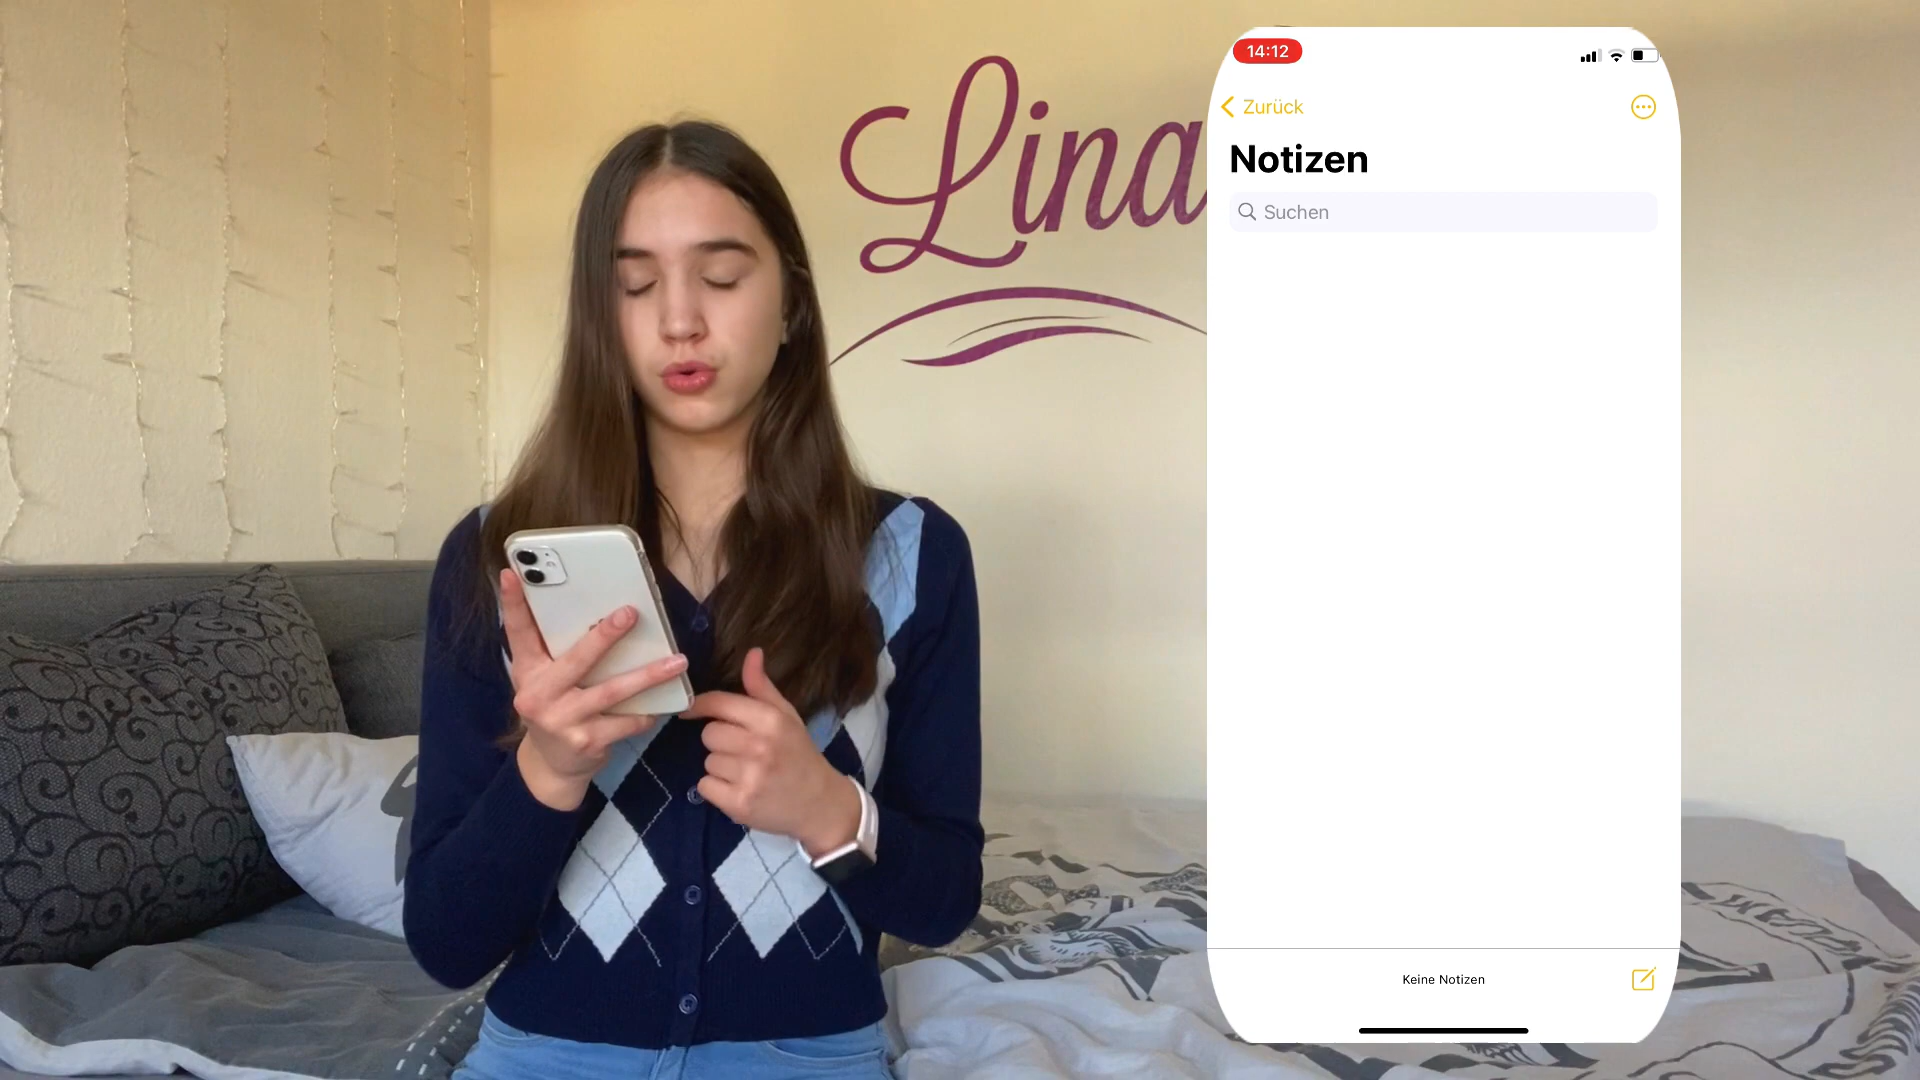 Lina
14:12
Zurück
Notizen
Suchen
Keine Notizen